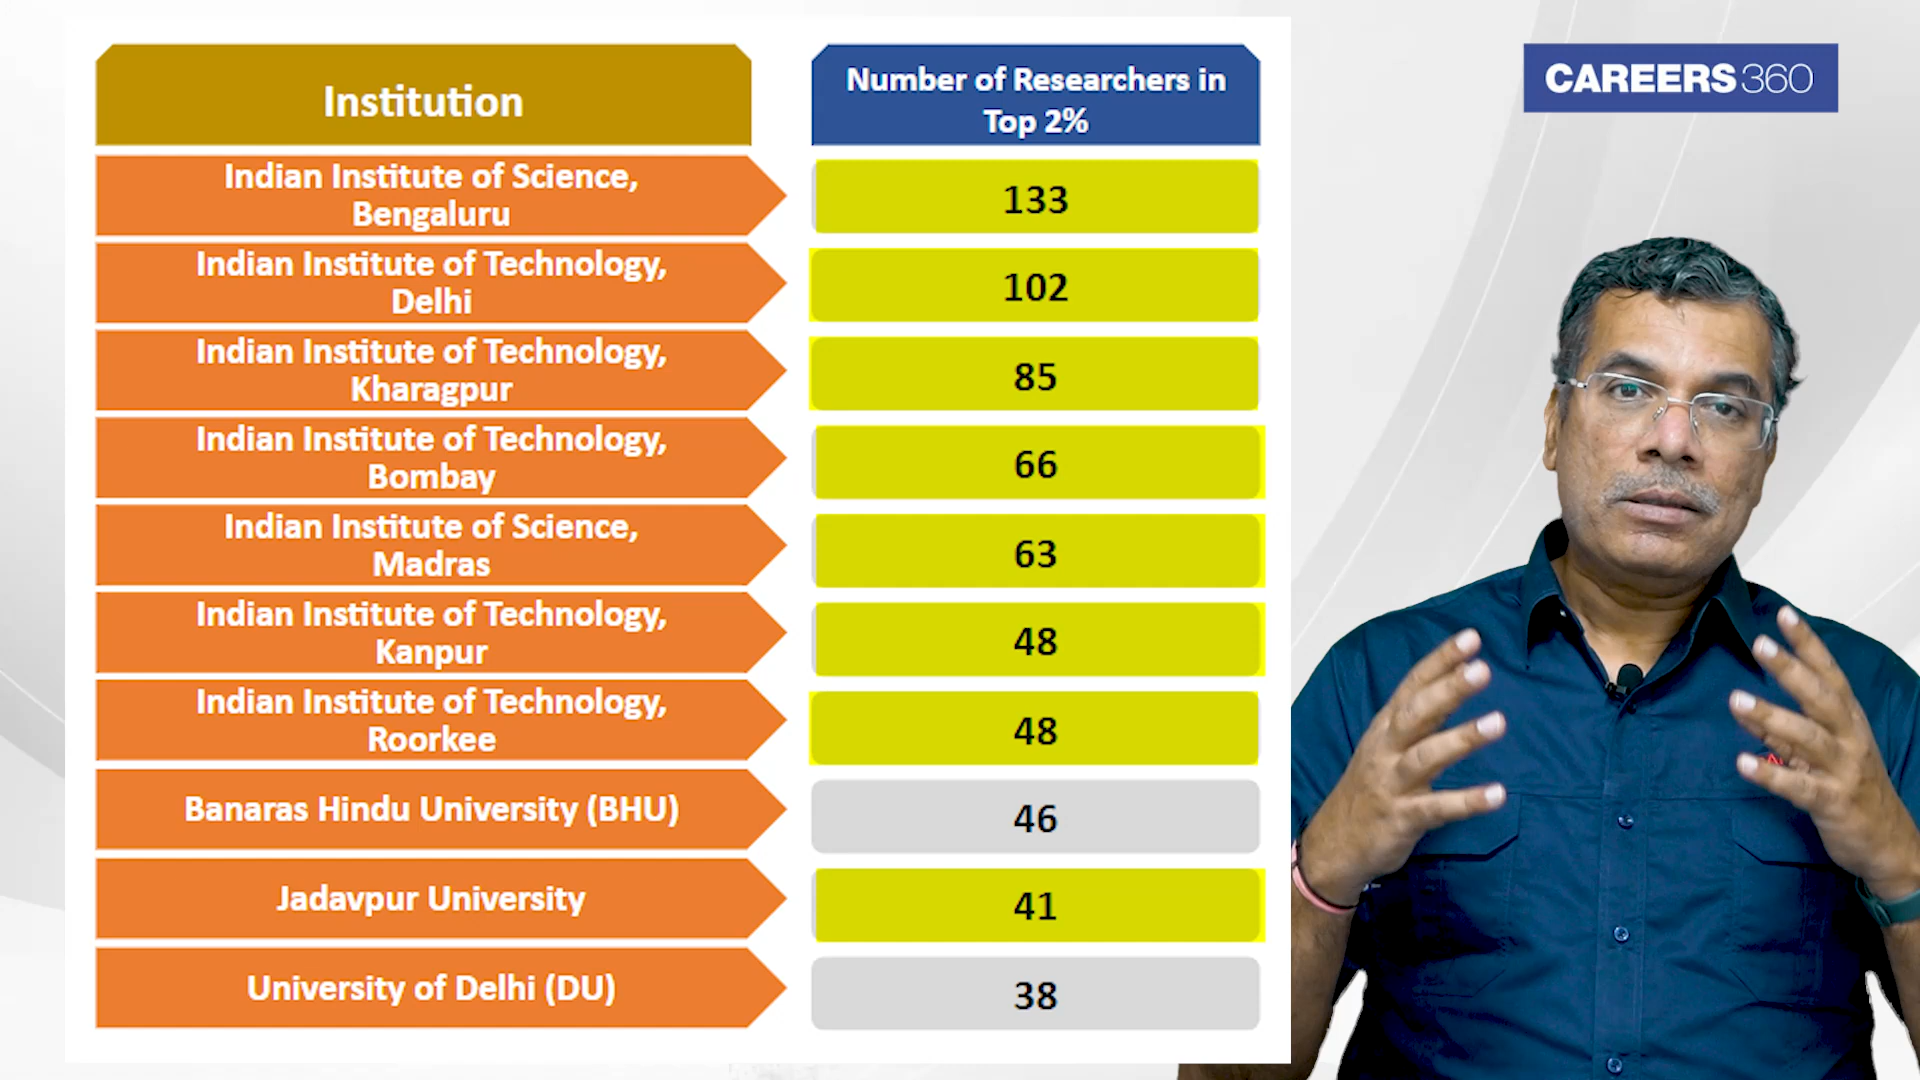 Institution
Number of Researchers in
Top 2%
CAREERS360
Indian Institute of Science,
Bengaluru
133
Indian Institute of Technology,
Delhi
102
Indian Institute of Technology,
Kharagpur
85
Indian Institute of Technology,
Bombay
66
Indian Institute of Science,
Madras
63
Indian Institute of Technology,
Kanpur
48
Indian Institute of Technology,
Roorkee
48
Banaras Hindu University (BHU)
46
Jadavpur University
41
University of Delhi (DU)
38